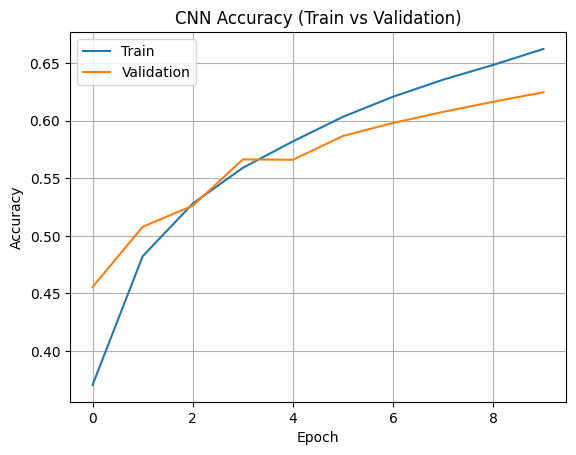 CNN Accuracy (Train vs Validation)
Train
Validation
0.65
0.60
0.55
0.50
0.45
0.40
Accuracy
0 2 4 6 8
Epoch